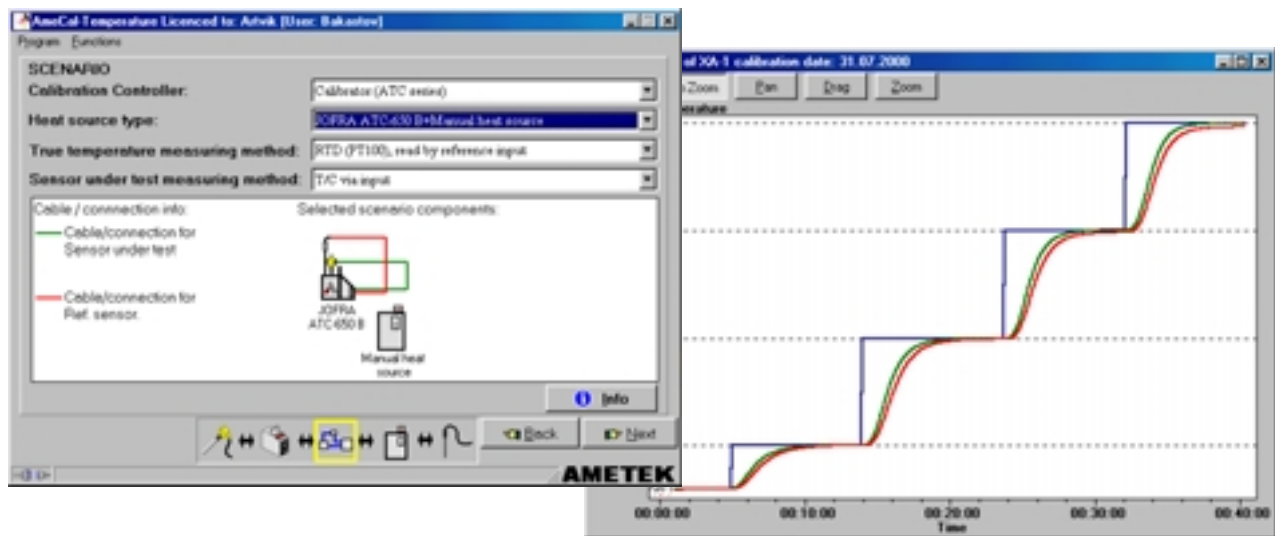 AmeCal-Temperature Licenced to: Artvik [User: Bakastov]
Program Functions
SCENARIO
Calibration Controller: Calibrator (ATC series)
Heat source type: JOFRA ATC-650 B+Manual heat source
True temperature measuring method: RTD (PT100), read by reference input
Sensor under test measuring method: T/C via input
Cable / connnection info:
Cable/connection for
Sensor under test
Cable/connection for
Ref. sensor.
Selected scenario components:
JOFRA
ATC-650 B
Manual heat
source
Info
Back Next
AMETEK
of XA-1 calibration date: 31.07.2000
Zoom Pan Drag Zoom
erature
00:00:00 00:10:00 00:20:00 00:30:00 00:40:00
Time